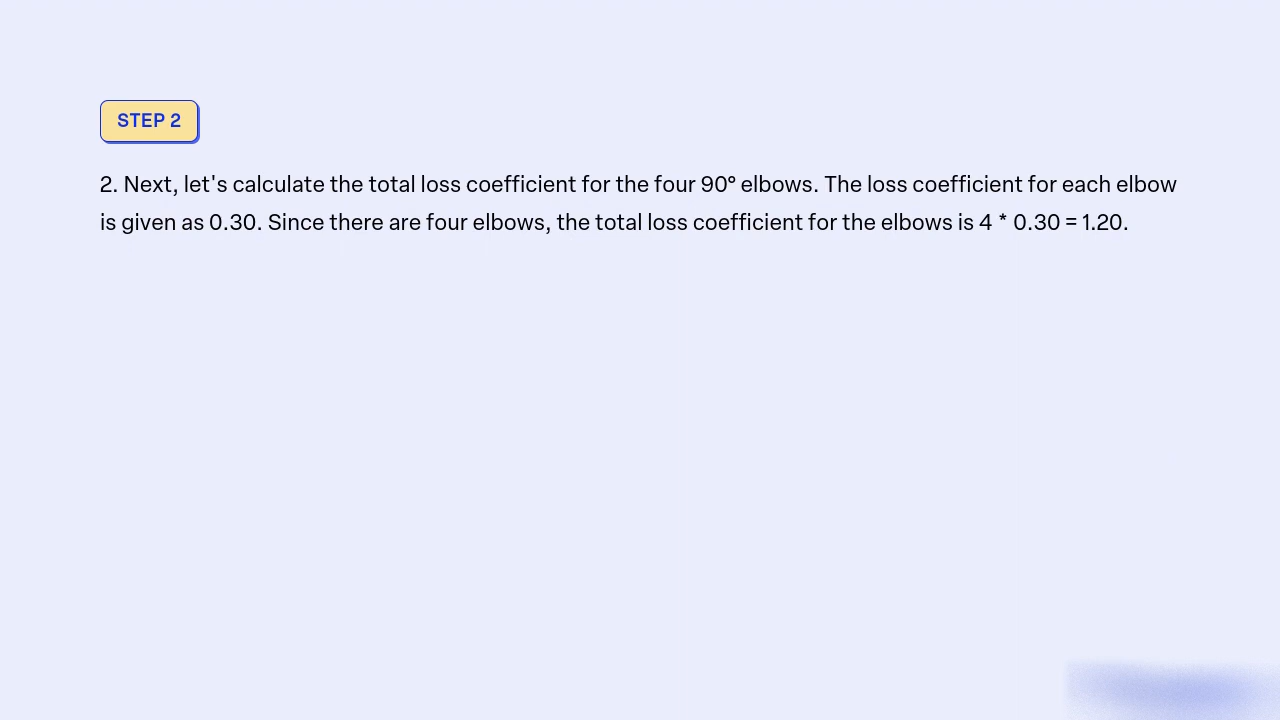 STEP 2
2. Next, let's calculate the total loss coefficient for the four 90° elbows. The loss coefficient for each elbow
is given as 0.30. Since there are four elbows, the total loss coefficient for the elbows is 4 * 0.30 = 1.20.